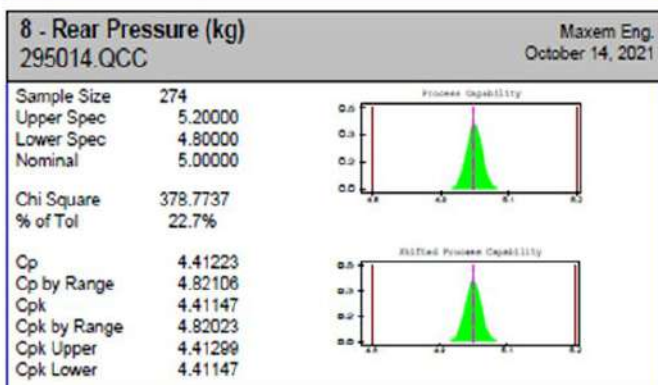 8 - Rear Pressure (kg)
295014.QCC
Maxem Eng.
October 14, 2021
Sample Size 274
Upper Spec 5.20000
Lower Spec 4.80000
Nominal 5.00000
Chi Square 378.7737
% of Tol 22.7%
Cp 4.41223
Cp by Range 4.82106
Cpk 4.41147
Cpk by Range 4.82023
Cpk Upper 4.41299
Cpk Lower 4.41147
Process Capability
Shifted Process Capability